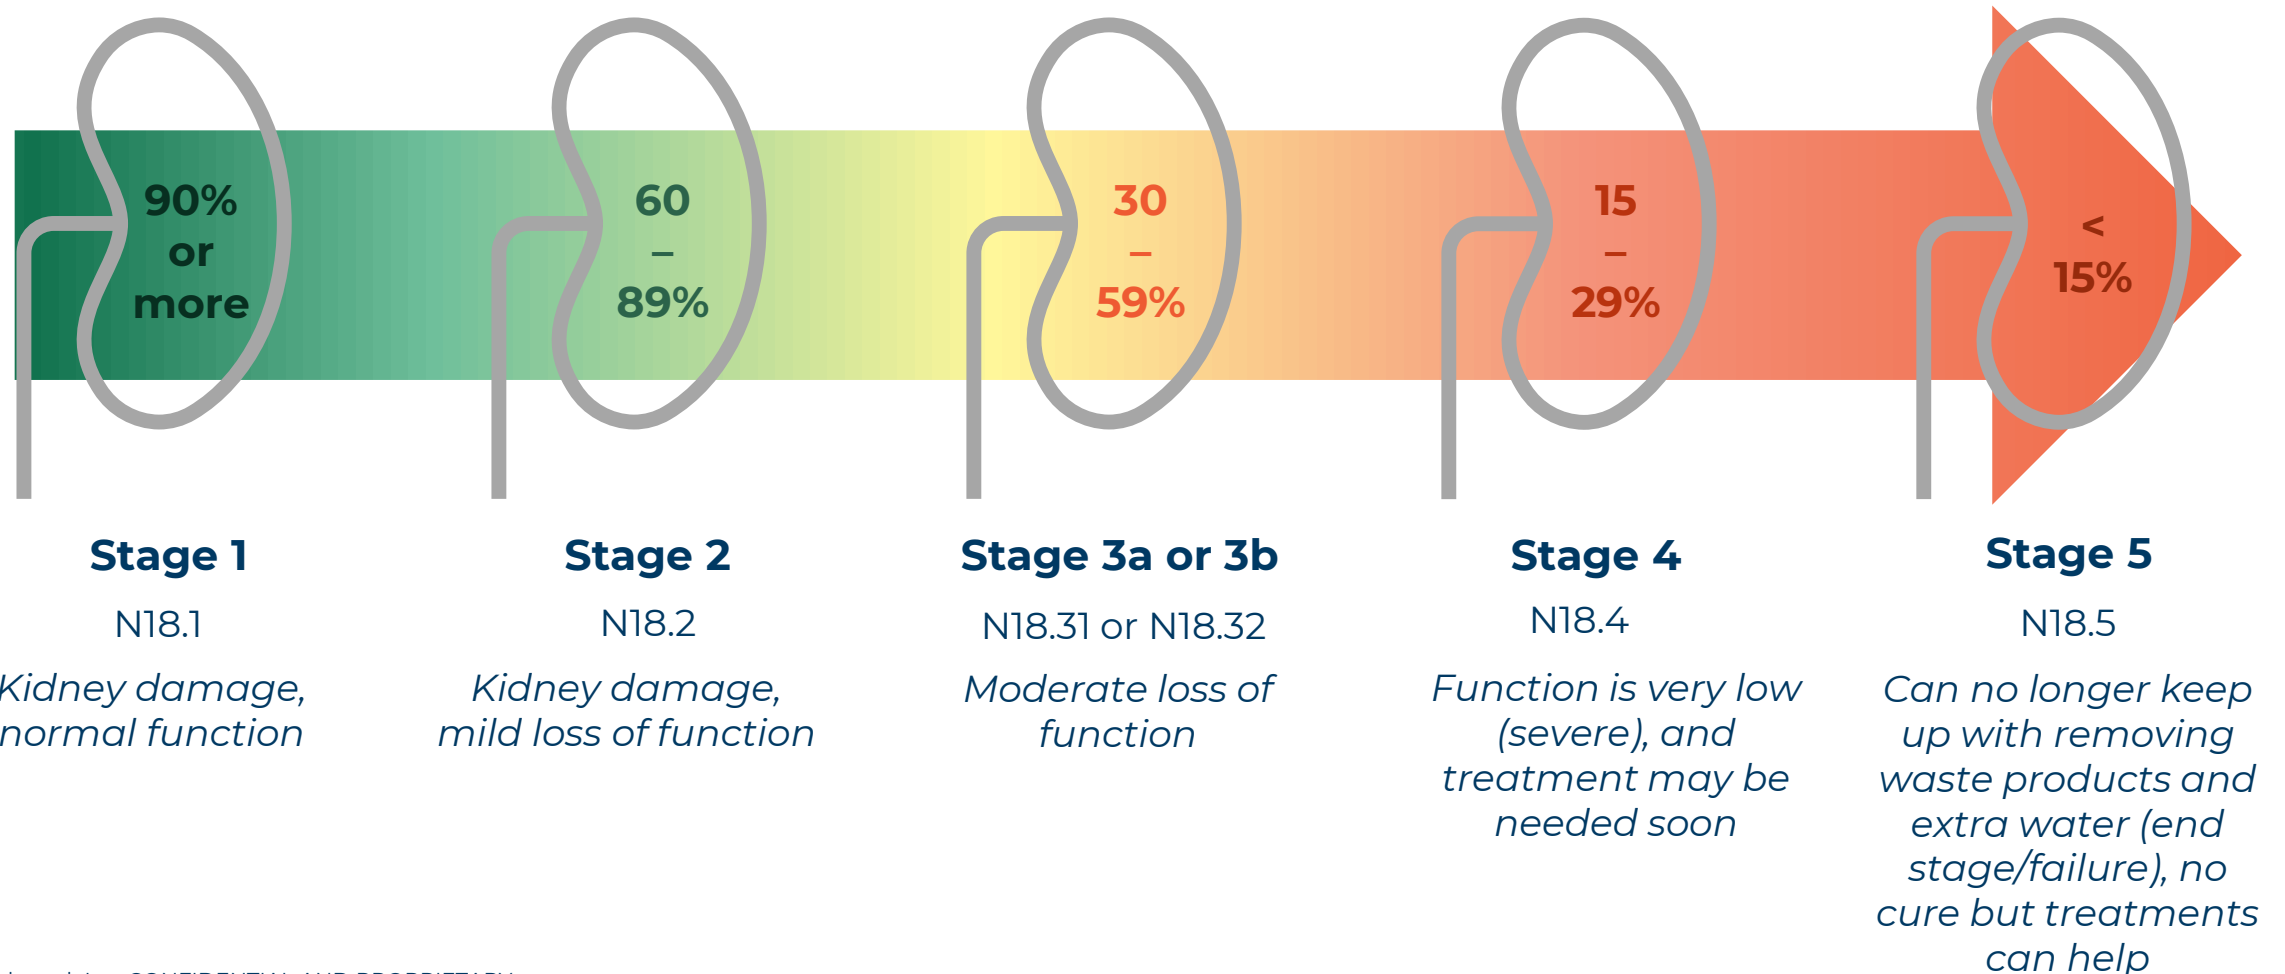 90%
or
more
60
–
89%
30
–
59%
15
–
29%
<
15%
Stage 1
N18.1
Kidney damage,
normal function
Stage 2
N18.2
Kidney damage,
mild loss of function
Stage 3a or 3b
N18.31 or N18.32
Moderate loss of
function
Stage 4
N18.4
Function is very low
(severe), and
treatment may be
needed soon
Stage 5
N18.5
Can no longer keep
up with removing
waste products and
extra water (end
stage/failure), no
cure but treatments
can help
CONFIDENTIAL AND PROPRIETARY